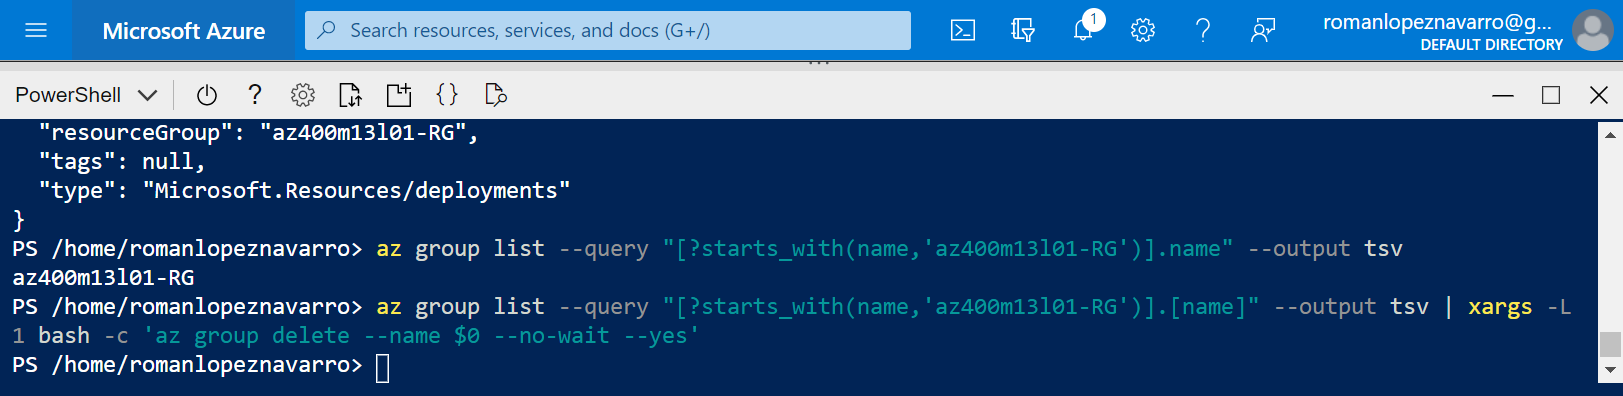 Microsoft Azure
Search resources, services, and docs (G+/)
1
romanlopeznavarro@g...
DEFAULT DIRECTORY
PowerShell
"resourceGroup": "az400m13l01-RG",
"tags": null,
"type": "Microsoft.Resources/deployments"
}
PS /home/romanlopeznavarro> az group list --query "[?starts_with(name,'az400m13l01-RG')].name" --output tsv
az400m13l01-RG
PS /home/romanlopeznavarro> az group list --query "[?starts_with(name,'az400m13l01-RG')].[name]" --output tsv | xargs -L
1 bash -c 'az group delete --name $0 --no-wait --yes'
PS /home/romanlopeznavarro>